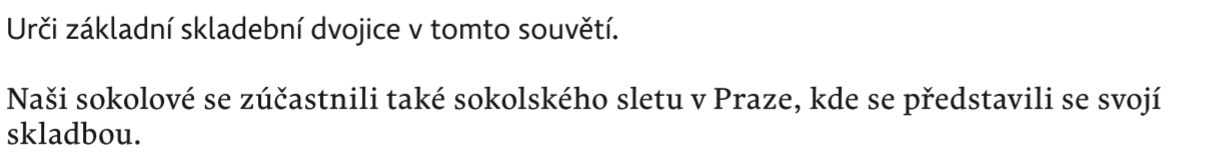 Urči základní skladební dvojice v tomto souvětí.
Naši sokolové se zúčastnili také sokolského sletu v Praze, kde se představili se svojí
skladbou.